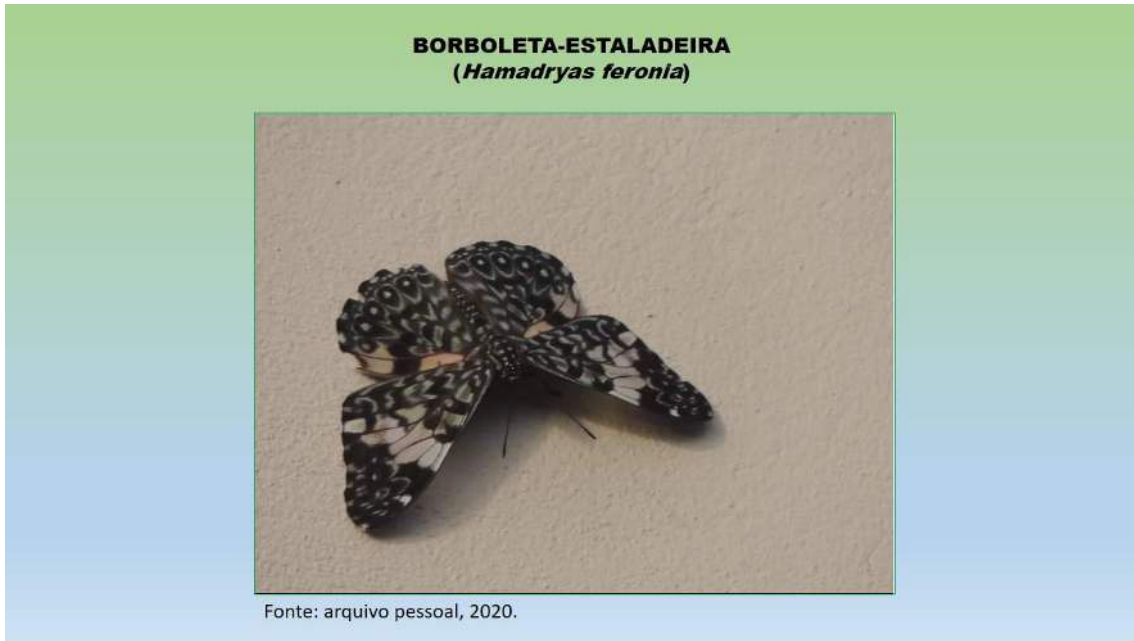 BORBOLETA-ESTALADEIRA
(Hamadryas feronia)
Fonte: arquivo pessoal, 2020.